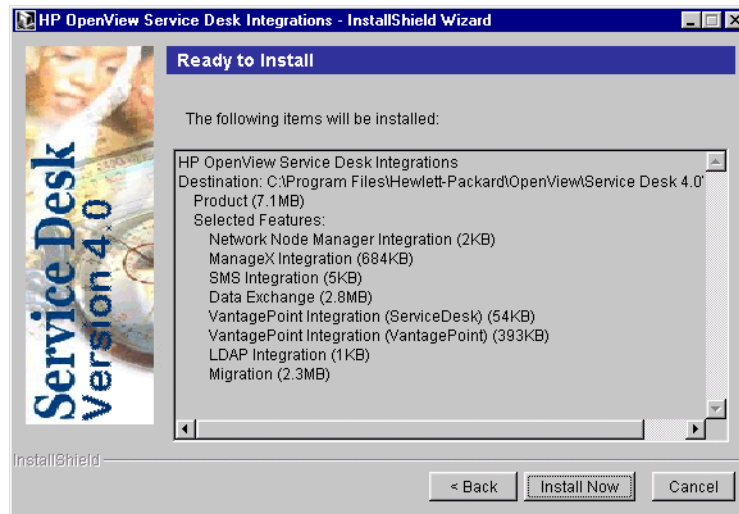 HP OpenView Service Desk Integrations - InstallShield Wizard
Service Desk
Version 4.0
Ready to Install
The following items will be installed:
HP OpenView Service Desk Integrations
Destination: C:\Program Files\Hewlett-Packard\OpenView\Service Desk 4.0\
Product (7.1MB)
Selected Features:
Network Node Manager Integration (2KB)
ManageX Integration (684KB)
SMS Integration (5KB)
Data Exchange (2.8MB)
VantagePoint Integration (ServiceDesk) (54KB)
VantagePoint Integration (VantagePoint) (393KB)
LDAP Integration (1KB)
Migration (2.3MB)
InstallShield
< Back
Install Now
Cancel